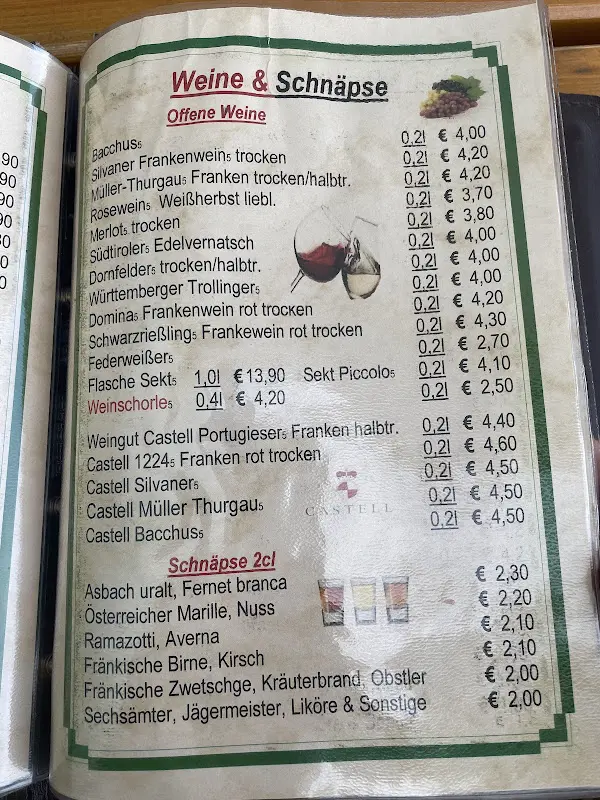 90
90
90
90
Weine & Schnäpse
Offene Weine
Bacchus5 0,2l € 4,00
Silvaner Frankenwein5 trocken 0,2l € 4,20
Müller-Thurgau5 Franken trocken/halbtr. 0,2l € 4,20
Rosewein5 Weißherbst liebl. 0,2l € 3,70
Merlot5 trocken 0,2l € 3,80
Südtiroler5 Edelvernatsch 0,2l € 4,00
Dornfelder5 trocken/halbtr. 0,2l € 4,00
Württemberger Trollinger5 0,2l € 4,00
Domina5 Frankenwein rot trocken 0,2l € 4,20
Schwarzrießling5 Frankewein rot trocken 0,2l € 4,30
Federweißer5 0,2l € 2,70
Flasche Sekt5 1,0l € 13,90 Sekt Piccolo5 0,2l € 4,10
Weinschorle5 0,4l € 4,20 0,2l € 2,50
Weingut Castell Portugieser5 Franken halbtr. 0,2l € 4,40
Castell 12245 Franken rot trocken 0,2l € 4,60
Castell Silvaner5 0,2l € 4,50
Castell Müller Thurgau5 0,2l € 4,50
Castell Bacchus5 0,2l € 4,50
CASTELL
Schnäpse 2cl
Asbach uralt, Fernet branca € 2,30
Österreicher Marille, Nuss € 2,20
Ramazotti, Averna € 2,10
Fränkische Birne, Kirsch € 2,10
Fränkische Zwetschge, Kräuterbrand, Obstler € 2,00
Sechsämter, Jägermeister, Liköre & Sonstige € 2,00